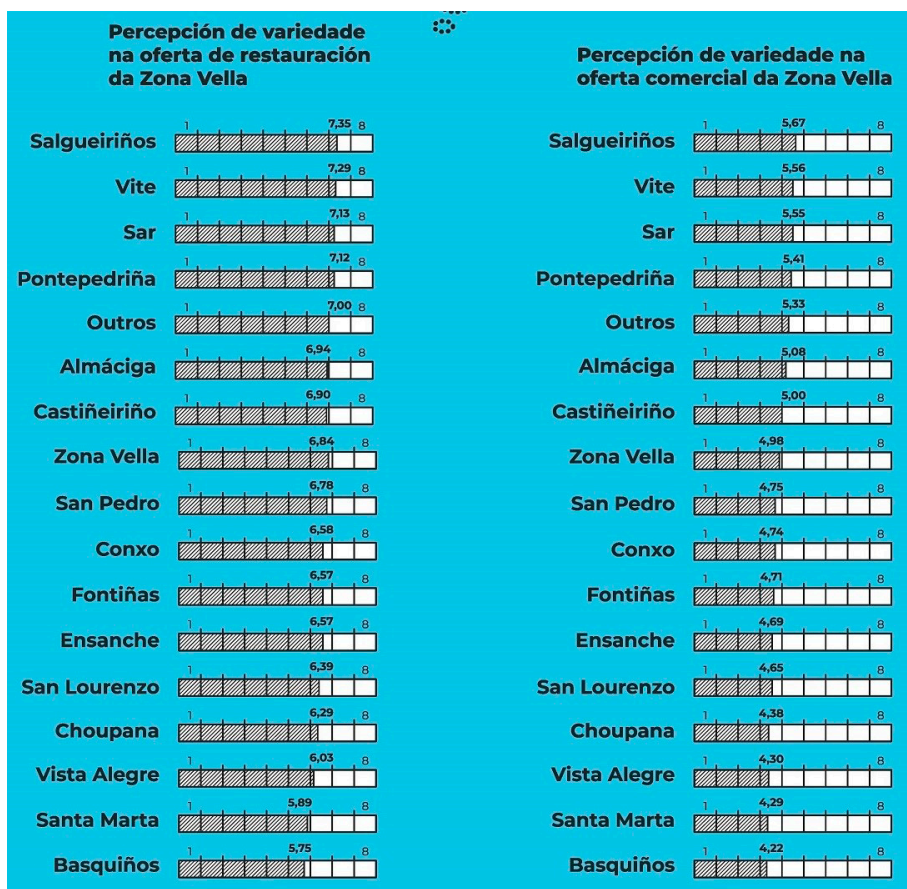 Percepción de variedade
na oferta de restauración
da Zona Vella
Salgueiriños 1 7,35 8
Vite 1 7,29 8
Sar 1 7,13 8
Pontepedriña 1 7,12 8
Outros 1 7,00 8
Almáciga 1 6,94 8
Castiñeiriño 1 6,90 8
Zona Vella 1 6,84 8
San Pedro 1 6,78 8
Conxo 1 6,58 8
Fontiñas 1 6,57 8
Ensanche 1 6,57 8
San Lourenzo 1 6,39 8
Choupana 1 6,29 8
Vista Alegre 1 6,03 8
Santa Marta 1 5,89 8
Basquiños 1 5,75 8
Percepción de variedade na
oferta comercial da Zona Vella
Salgueiriños 1 5,67 8
Vite 1 5,56 8
Sar 1 5,55 8
Pontepedriña 1 5,41 8
Outros 1 5,33 8
Almáciga 1 5,08 8
Castiñeiriño 1 5,00 8
Zona Vella 1 4,98 8
San Pedro 1 4,75 8
Conxo 1 4,74 8
Fontiñas 1 4,71 8
Ensanche 1 4,69 8
San Lourenzo 1 4,65 8
Choupana 1 4,38 8
Vista Alegre 1 4,30 8
Santa Marta 1 4,29 8
Basquiños 1 4,22 8